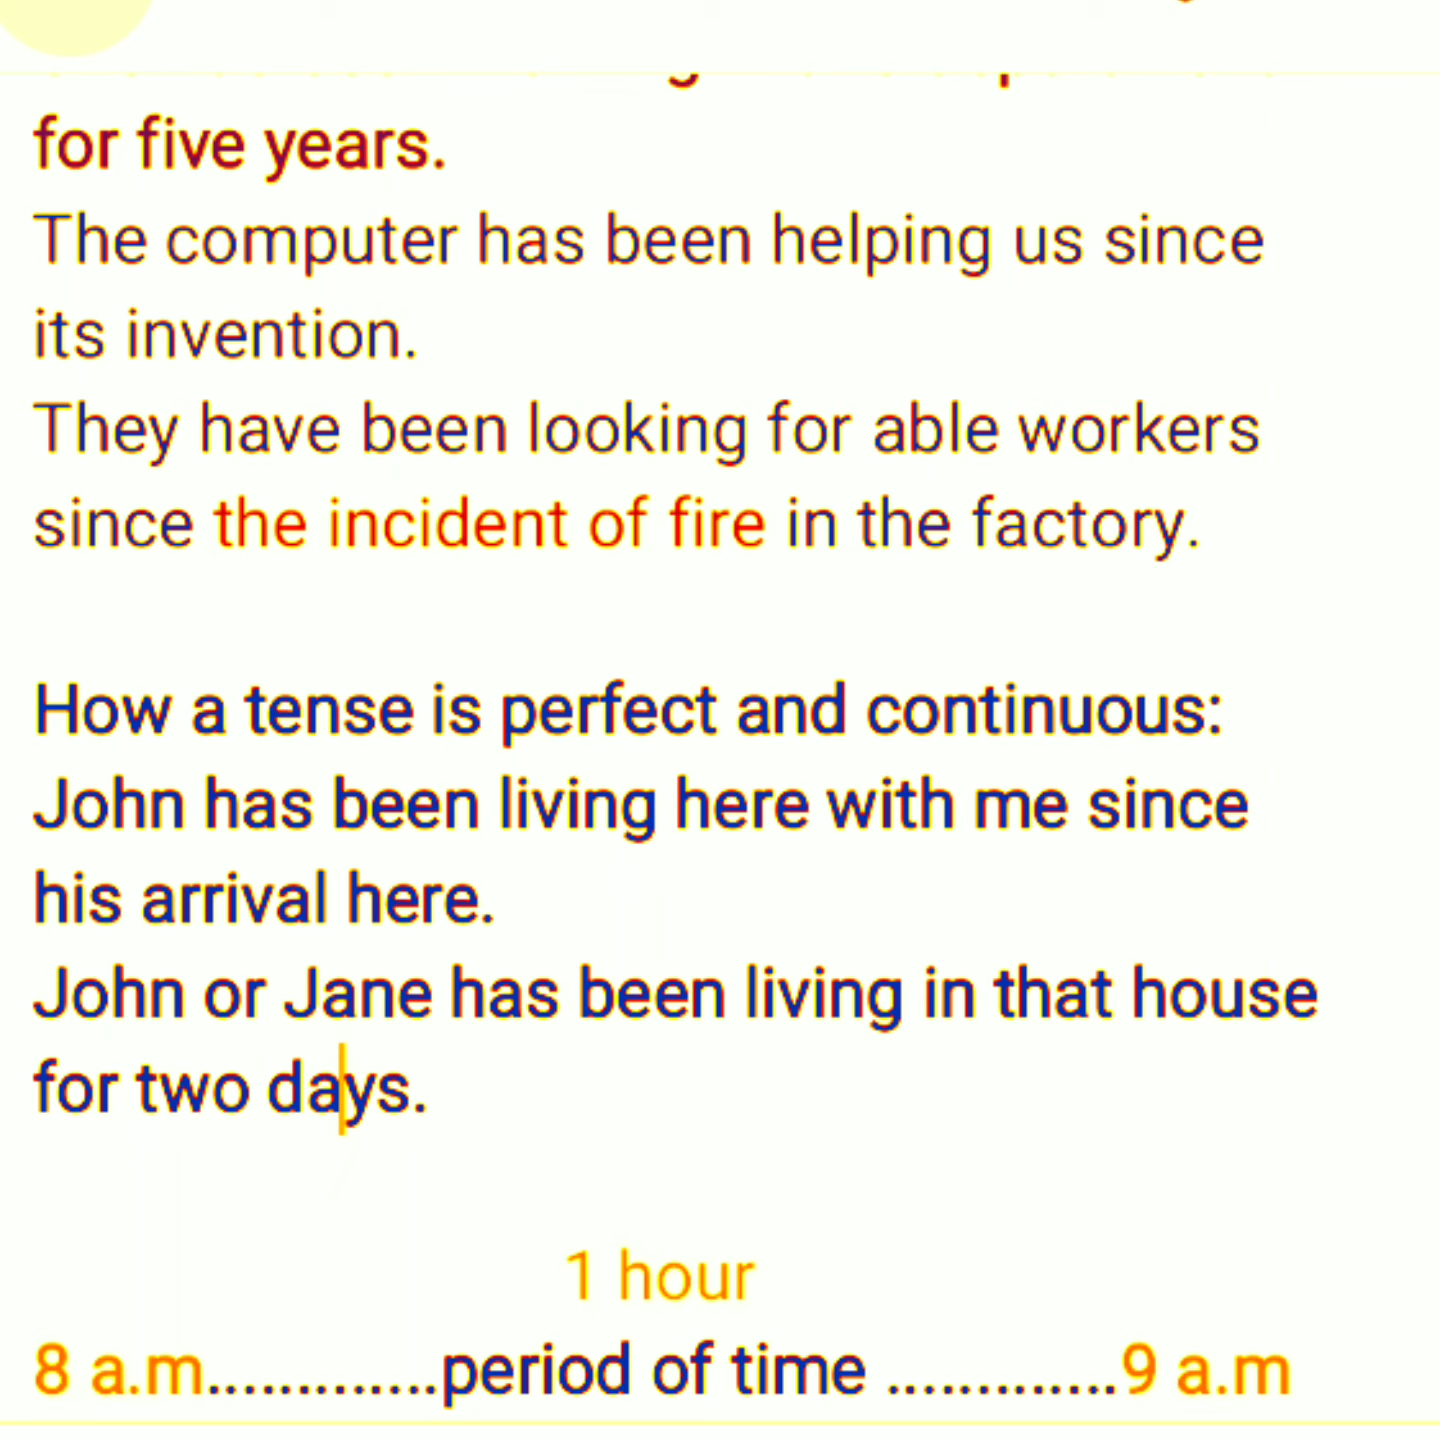 for five years.
The computer has been helping us since
its invention.
They have been looking for able workers
since the incident of fire in the factory.
How a tense is perfect and continuous:
John has been living here with me since
his arrival here.
John or Jane has been living in that house
for two days.
1 hour
8 a.m.............period of time .............9 a.m